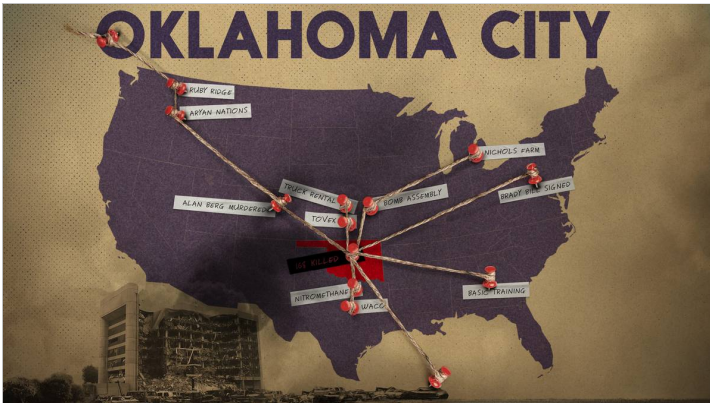 OKLAHOMA CITY
RUBY RIDGE
ARYAN NATIONS
NICHOLS FARM
BRADY BILL SIGNED
TRUCK RENTAL
BOMB ASSEMBLY
ALAN BERG MURDERED
TOVEX
168 KILLED
BASIC TRAINING
NITROMETHANE
WACO